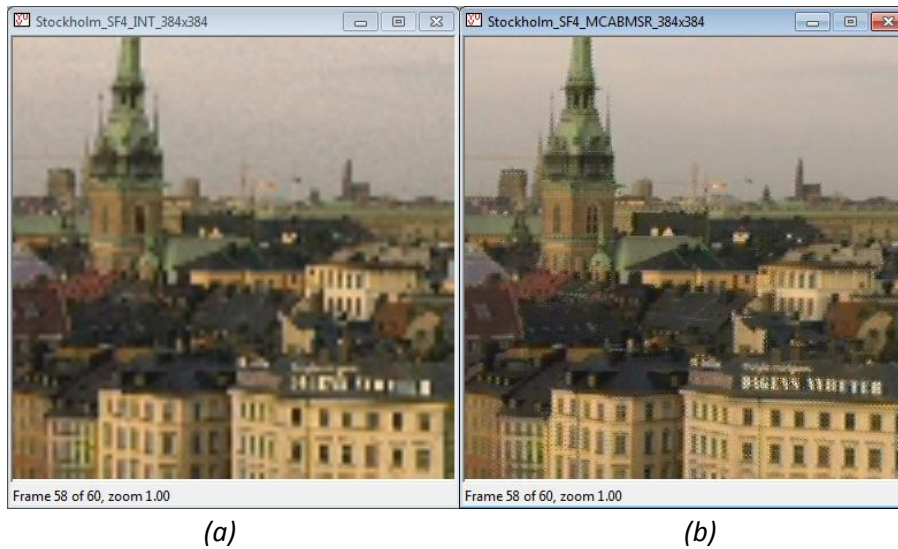 Stockholm_SF4_INT_384x384
Stockholm_SF4_MCABMSR_384x384
Frame 58 of 60, zoom 1.00
Frame 58 of 60, zoom 1.00
(a)
(b)